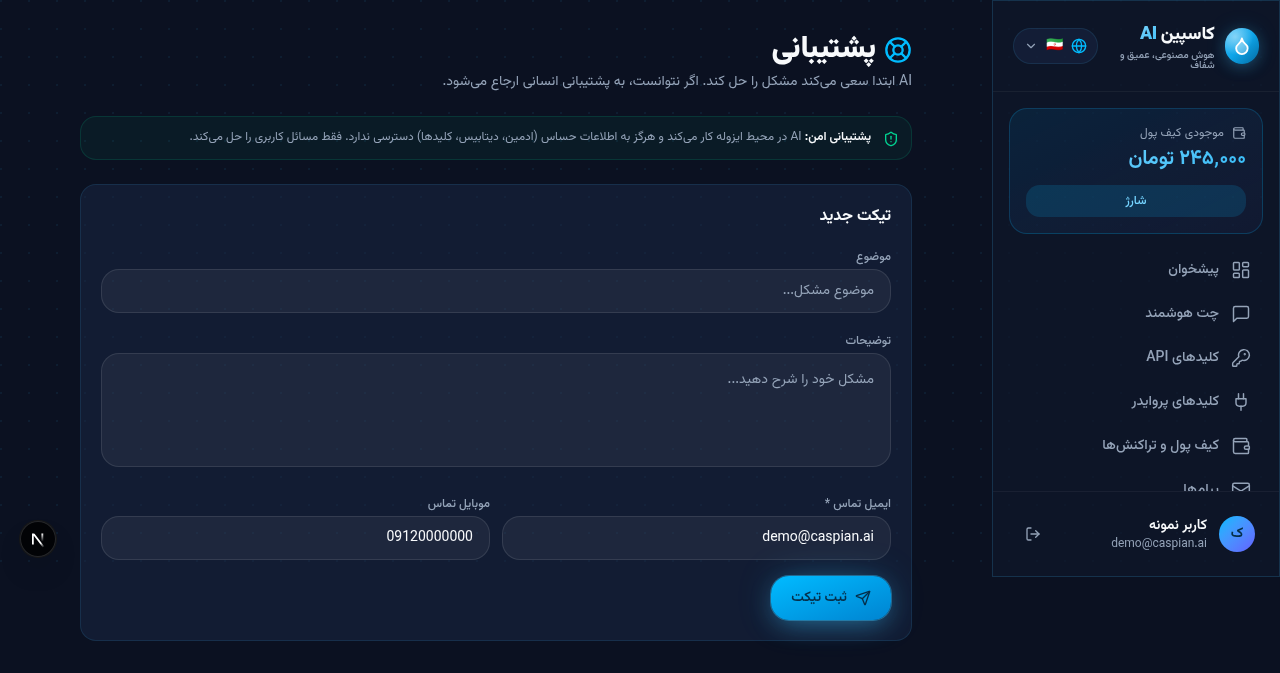 کاسپین AI
هوش مصنوعی، عمیق و
شفاف
موجودی کیف پول
۲۴۵,۰۰۰ تومان
شارژ
پیشخوان
چت هوشمند
کلیدهای API
کلیدهای پروایدر
کیف پول و تراکنش‌ها
پیام‌ها
ک
کاربر نمونه
demo@caspian.ai
پشتیبانی
AI ابتدا سعی می‌کند مشکل را حل کند. اگر نتوانست، به پشتیبانی انسانی ارجاع می‌شود.
پشتیبانی امن: AI در محیط ایزوله کار می‌کند و هرگز به اطلاعات حساس (ادمین، دیتابیس، کلیدها) دسترسی ندارد. فقط مسائل کاربری را حل می‌کند.
تیکت جدید
موضوع
موضوع مشکل...
توضیحات
مشکل خود را شرح دهید...
ایمیل تماس *
demo@caspian.ai
موبایل تماس
09120000000
ثبت تیکت
N